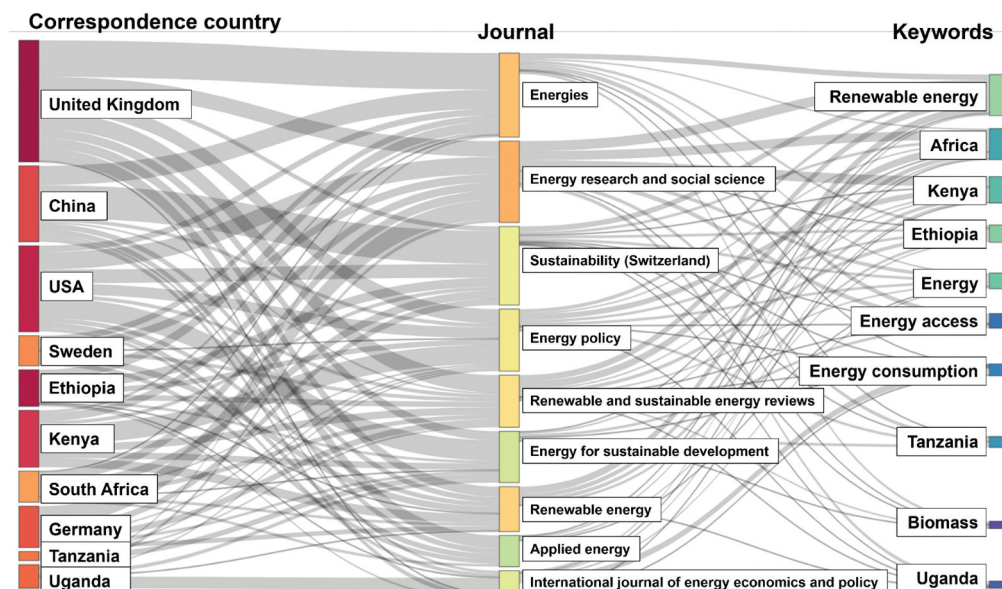 Correspondence country
Journal
Keywords
United Kingdom
China
USA
Sweden
Ethiopia
Kenya
South Africa
Germany
Tanzania
Uganda
Energies
Energy research and social science
Sustainability (Switzerland)
Energy policy
Renewable and sustainable energy reviews
Energy for sustainable development
Renewable energy
Applied energy
International journal of energy economics and policy
Renewable energy
Africa
Kenya
Ethiopia
Energy
Energy access
Energy consumption
Tanzania
Biomass
Uganda